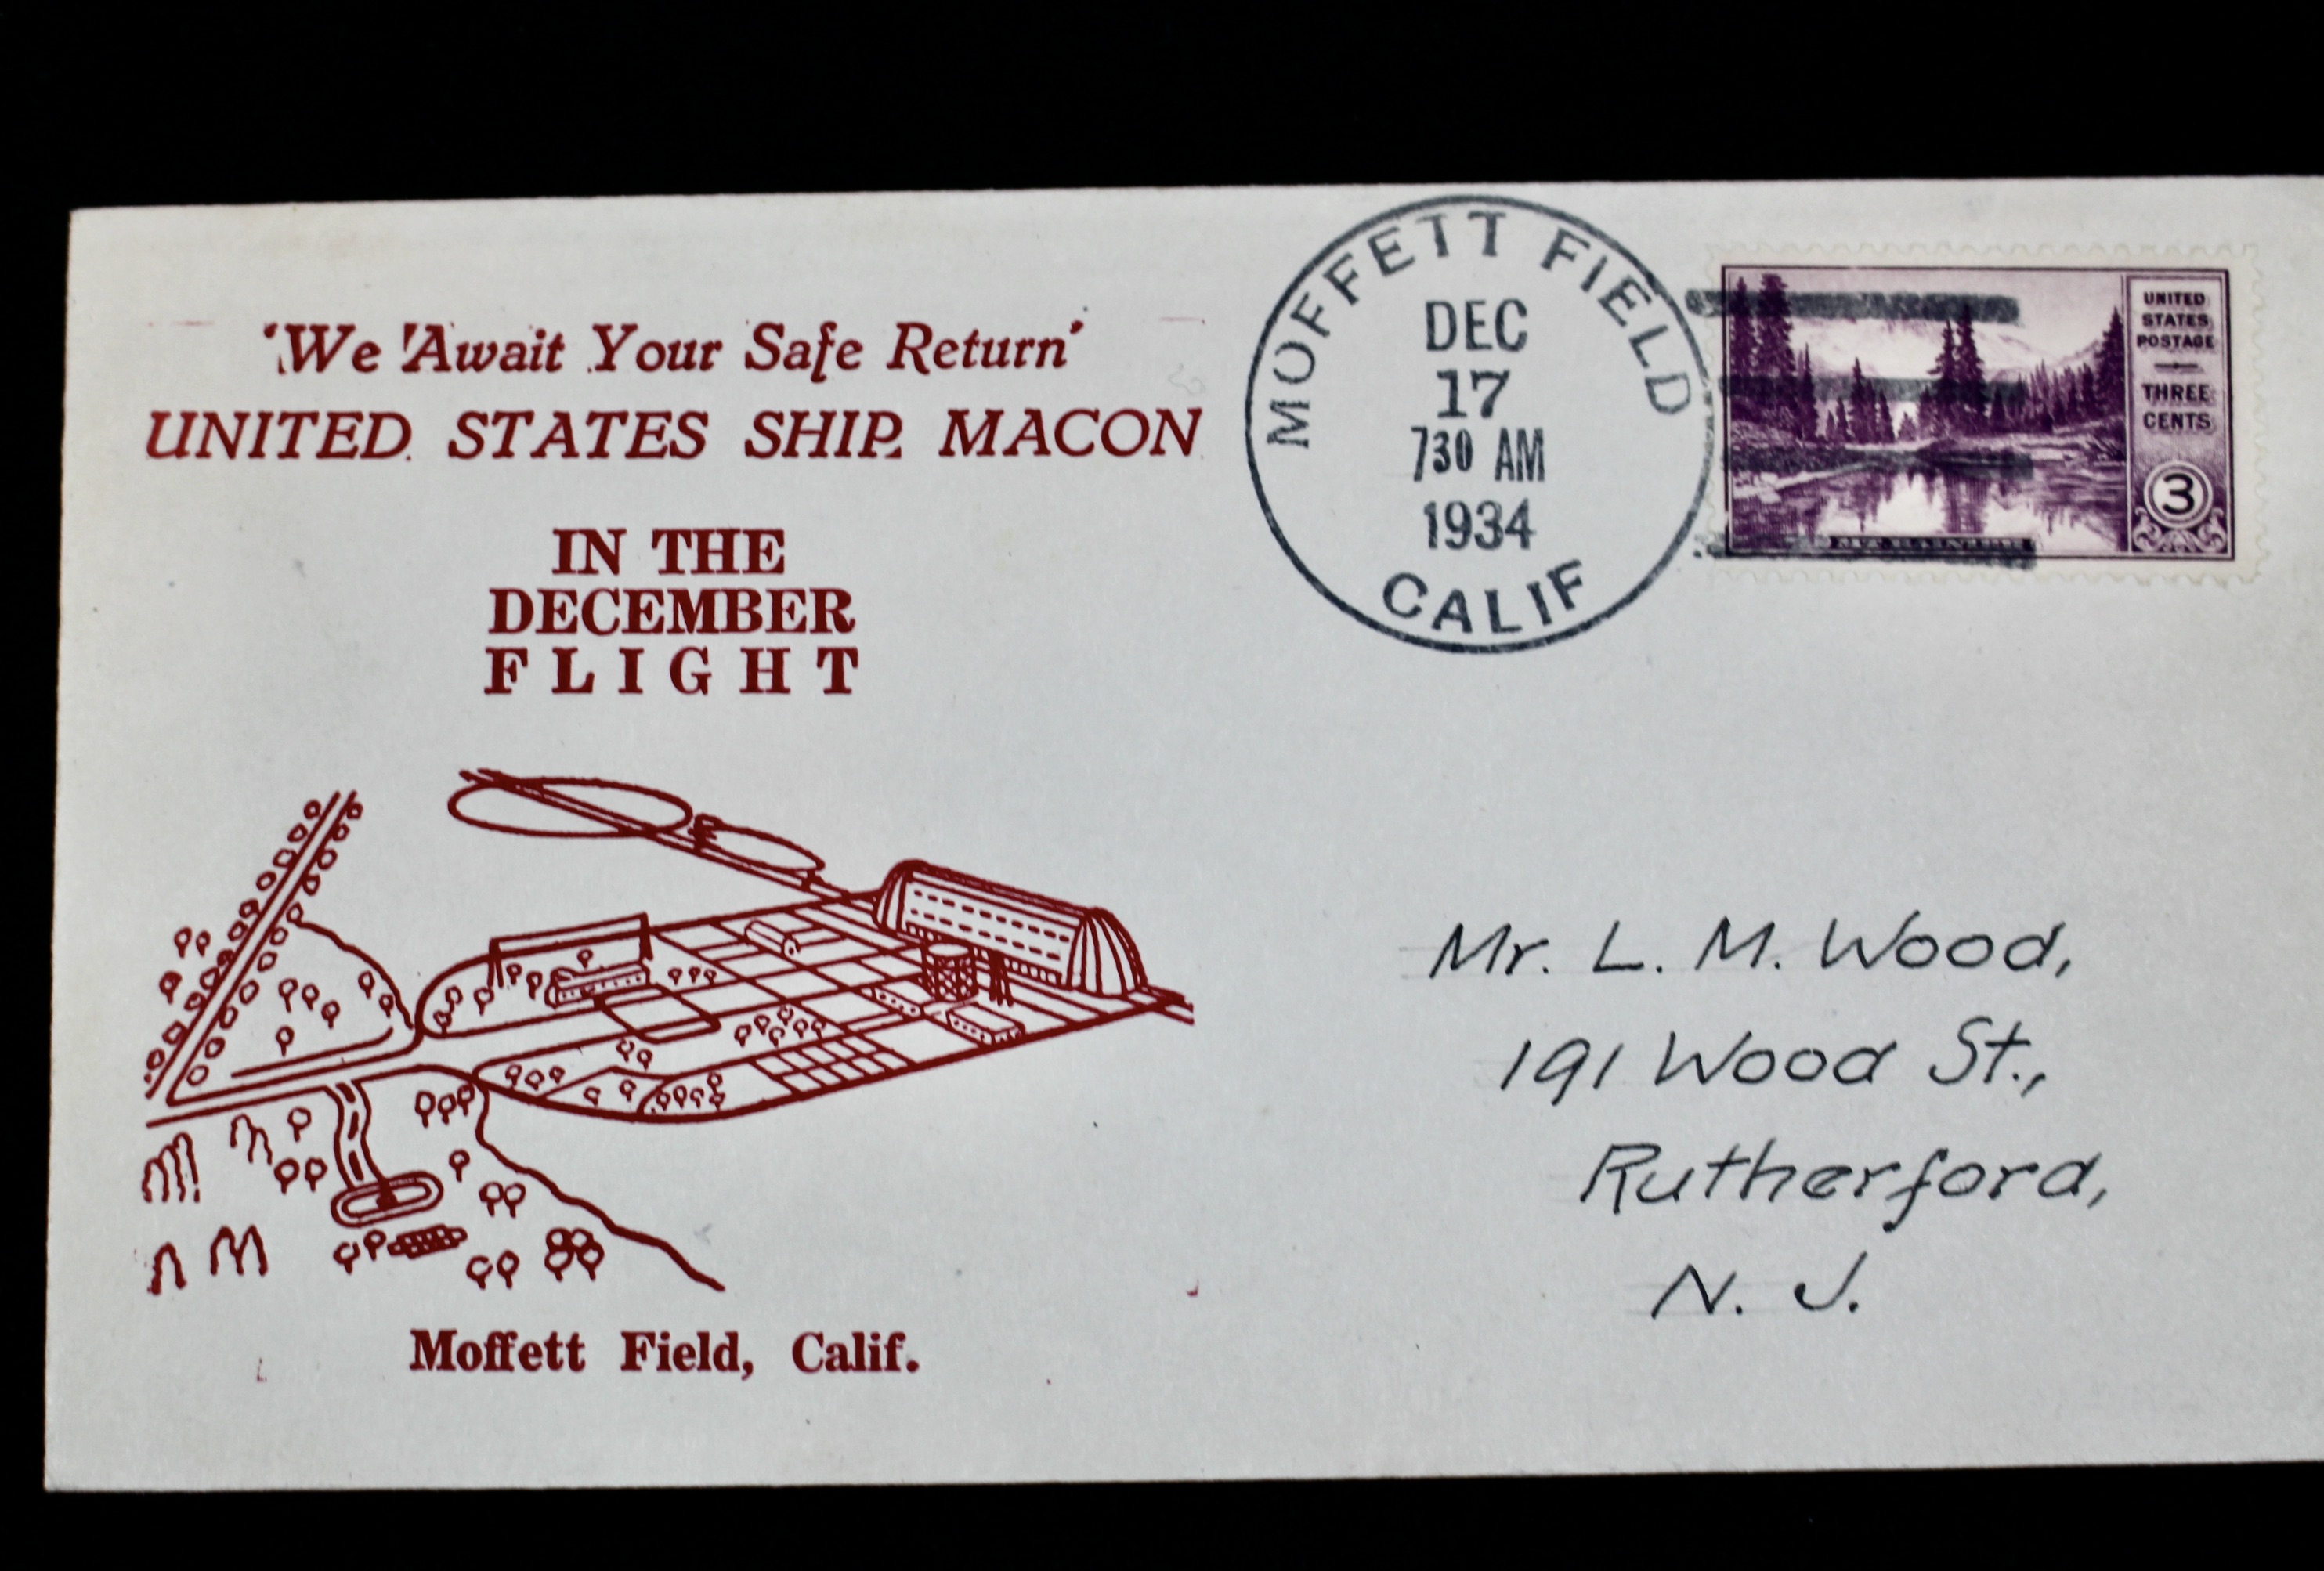 'We 'Await Your Safe Return'
UNITED STATES SHIP, MACON
IN THE
DECEMBER
FLIGHT
Moffett Field, Calif.
MOFFETT FIELD
DEC
17
730 AM
1934
CALIF
UNITED
STATES
POSTAGE
THREE
CENTS
3
Mr. L. M. Wood,
191 Wood St.,
Rutherford,
N. J.